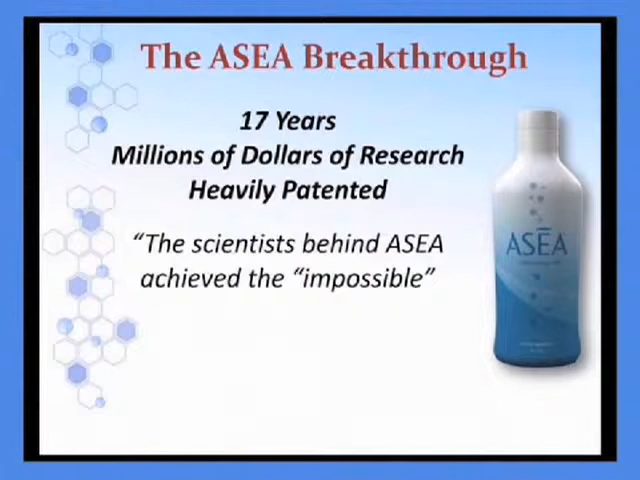 The ASEA Breakthrough
17 Years
Millions of Dollars of Research
Heavily Patented
“The scientists behind ASEA
achieved the “impossible”
ASĒA